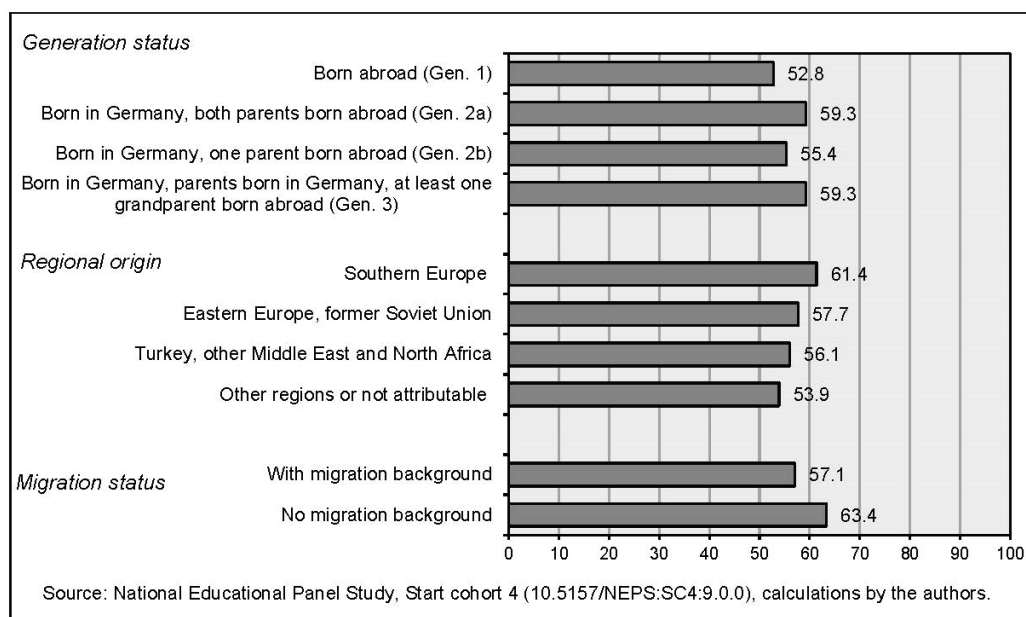 Generation status
Born abroad (Gen. 1)
52.8
Born in Germany, both parents born abroad (Gen. 2a)
59.3
Born in Germany, one parent born abroad (Gen. 2b)
55.4
Born in Germany, parents born in Germany, at least one
grandparent born abroad (Gen. 3)
59.3
Regional origin
Southern Europe
61.4
Eastern Europe, former Soviet Union
57.7
Turkey, other Middle East and North Africa
56.1
Other regions or not attributable
53.9
Migration status
With migration background
57.1
No migration background
63.4
0 10 20 30 40 50 60 70 80 90 100
Source: National Educational Panel Study, Start cohort 4 (10.5157/NEPS:SC4:9.0.0), calculations by the authors.